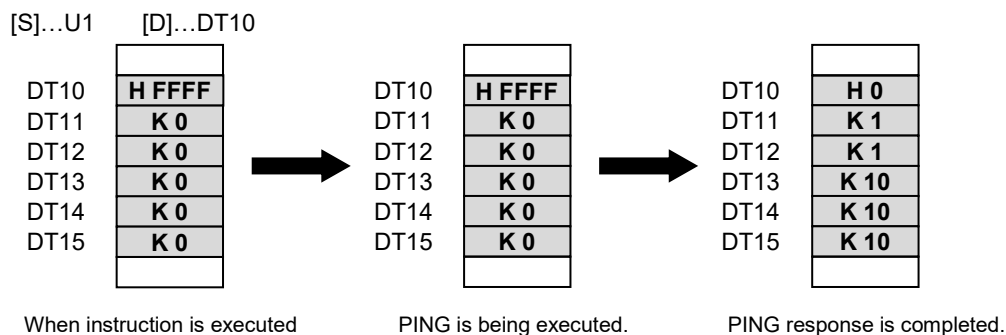 [S]…U1 [D]…DT10
DT10 H FFFF DT10 H FFFF DT10 H 0
DT11 K 0 DT11 K 0 DT11 K 1
DT12 K 0 DT12 K 0 DT12 K 1
DT13 K 0 DT13 K 0 DT13 K 10
DT14 K 0 DT14 K 0 DT14 K 10
DT15 K 0 DT15 K 0 DT15 K 10
When instruction is executed PING is being executed. PING response is completed.